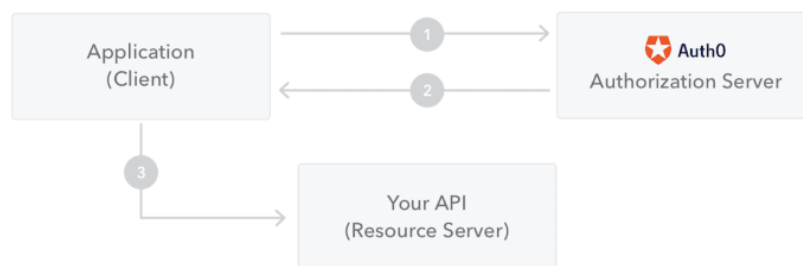 Application
(Client)
1
Auth0
Authorization Server
2
3
Your API
(Resource Server)